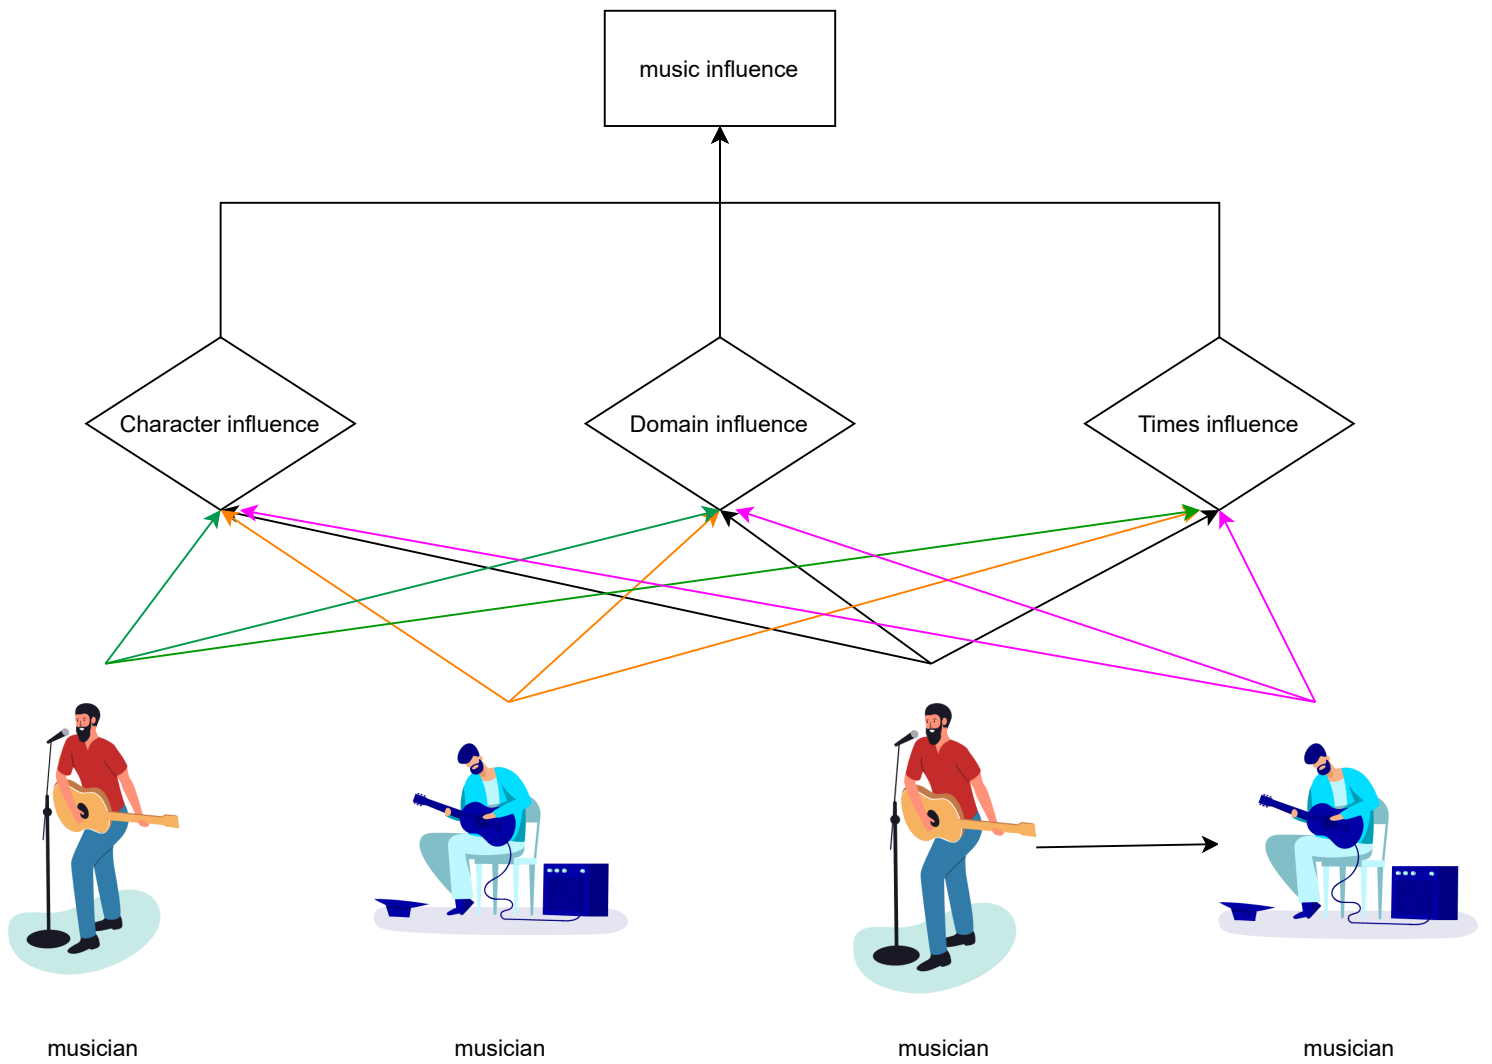 music influence
Character influence
Domain influence
Times influence
musician
musician
musician
musician